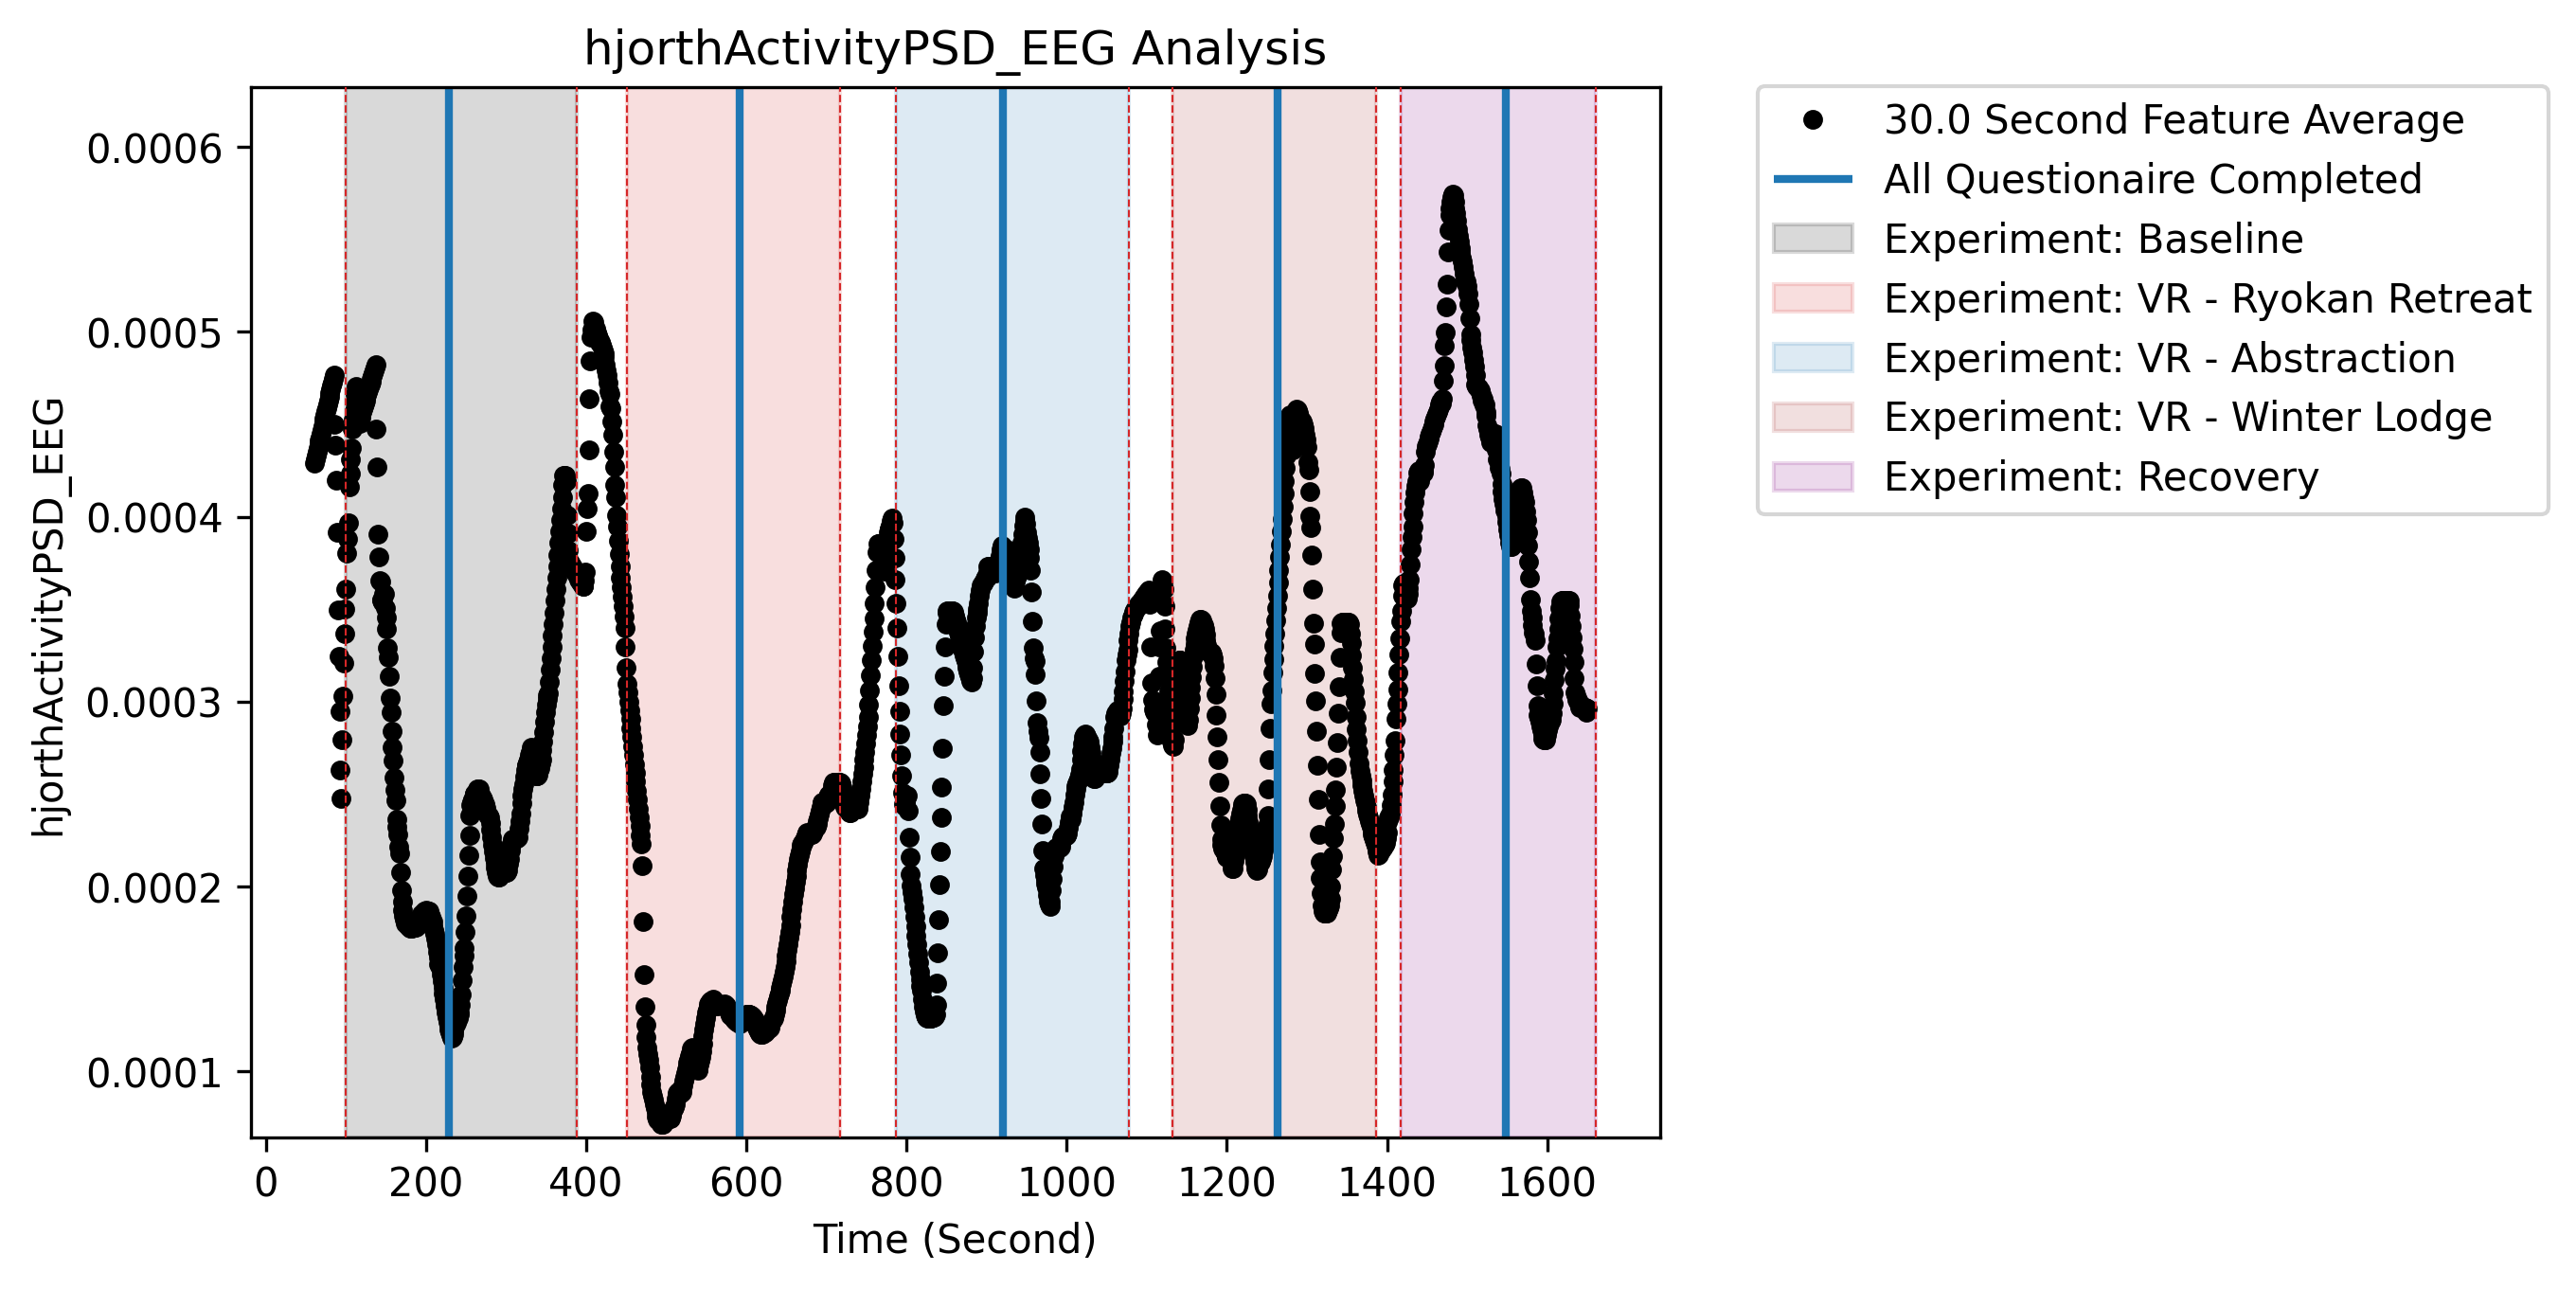 hjorthActivityPSD_EEG Analysis
hjorthActivityPSD_EEG
0.0006
0.0005
0.0004
0.0003
0.0002
0.0001
0 200 400 600 800 1000 1200 1400 1600
Time (Second)
30.0 Second Feature Average
All Questionaire Completed
Experiment: Baseline
Experiment: VR - Ryokan Retreat
Experiment: VR - Abstraction
Experiment: VR - Winter Lodge
Experiment: Recovery